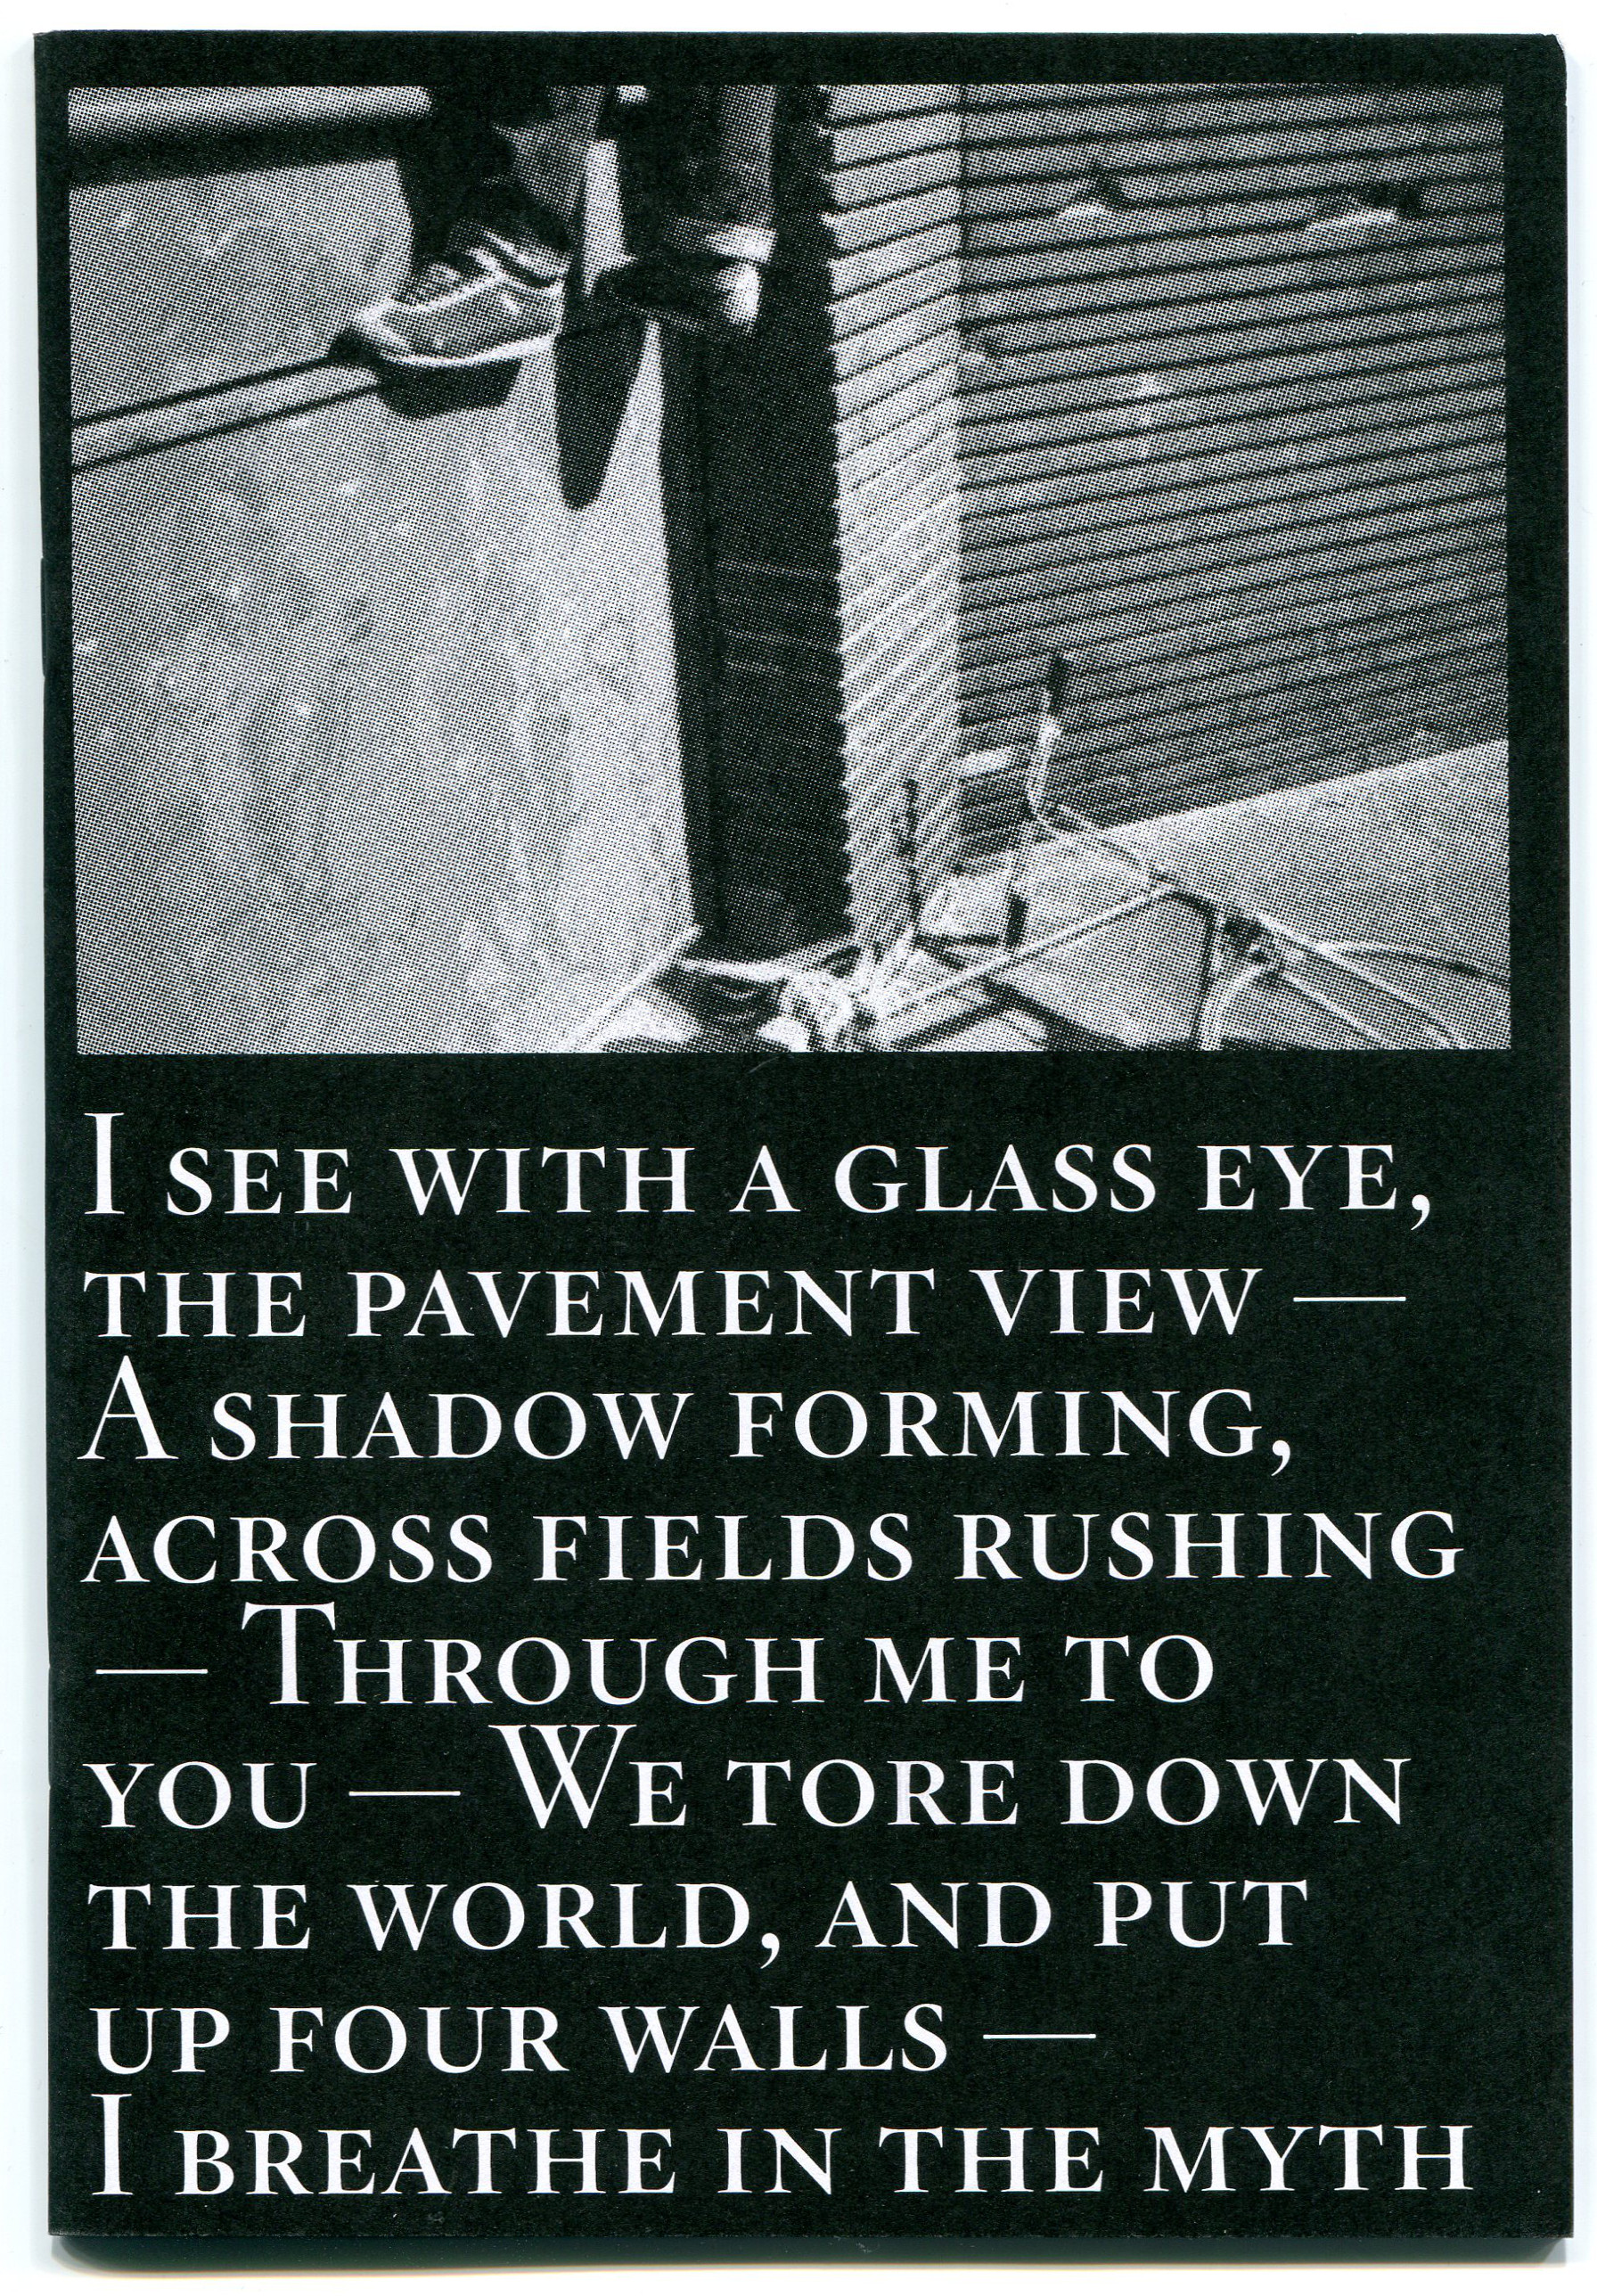 I SEE WITH A GLASS EYE,
THE PAVEMENT VIEW —
A SHADOW FORMING,
ACROSS FIELDS RUSHING
— THROUGH ME TO
YOU — WE TORE DOWN
THE WORLD, AND PUT
UP FOUR WALLS —
I BREATHE IN THE MYTH